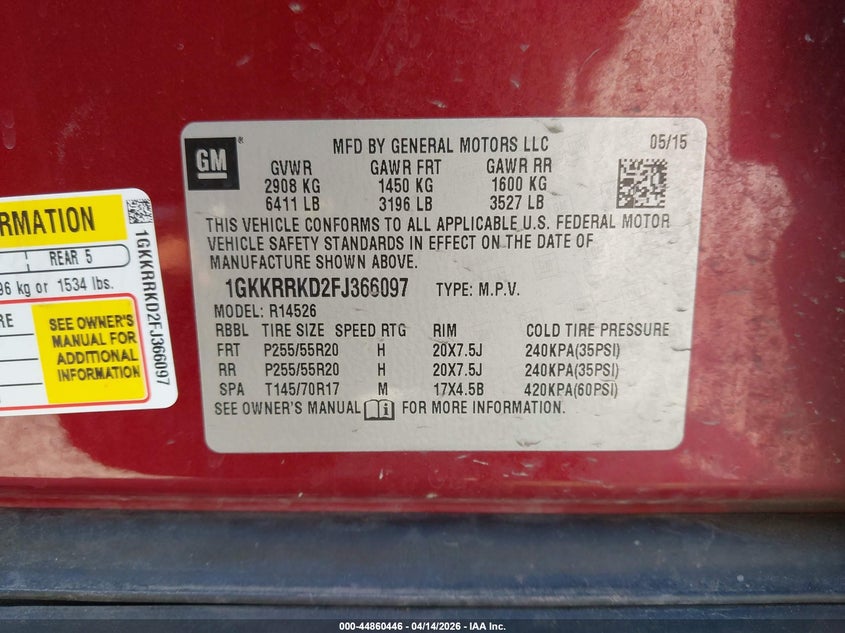 GM
®
MFD BY GENERAL MOTORS LLC 05/15
GVWR GAWR FRT GAWR RR
2908 KG 1450 KG 1600 KG
6411 LB 3196 LB 3527 LB
THIS VEHICLE CONFORMS TO ALL APPLICABLE U.S. FEDERAL MOTOR
VEHICLE SAFETY STANDARDS IN EFFECT ON THE DATE OF
MANUFACTURE SHOWN ABOVE.
1GKKRRKD2FJ366097 TYPE: M.P.V.
MODEL: R14526
RBBL TIRE SIZE SPEED RTG RIM COLD TIRE PRESSURE
FRT P255/55R20 H 20X7.5J 240KPA(35PSI)
RR P255/55R20 H 20X7.5J 240KPA(35PSI)
SPA T145/70R17 M 17X4.5B 420KPA(60PSI)
SEE OWNER'S MANUAL FOR MORE INFORMATION.
RMATION
REAR 5
96 kg or 1534 lbs.
RE
SEE OWNER'S
MANUAL FOR
ADDITIONAL
INFORMATION
1GKKRRKD2FJ366097
000-44860446 | 04/14/2026 - IAA Inc.